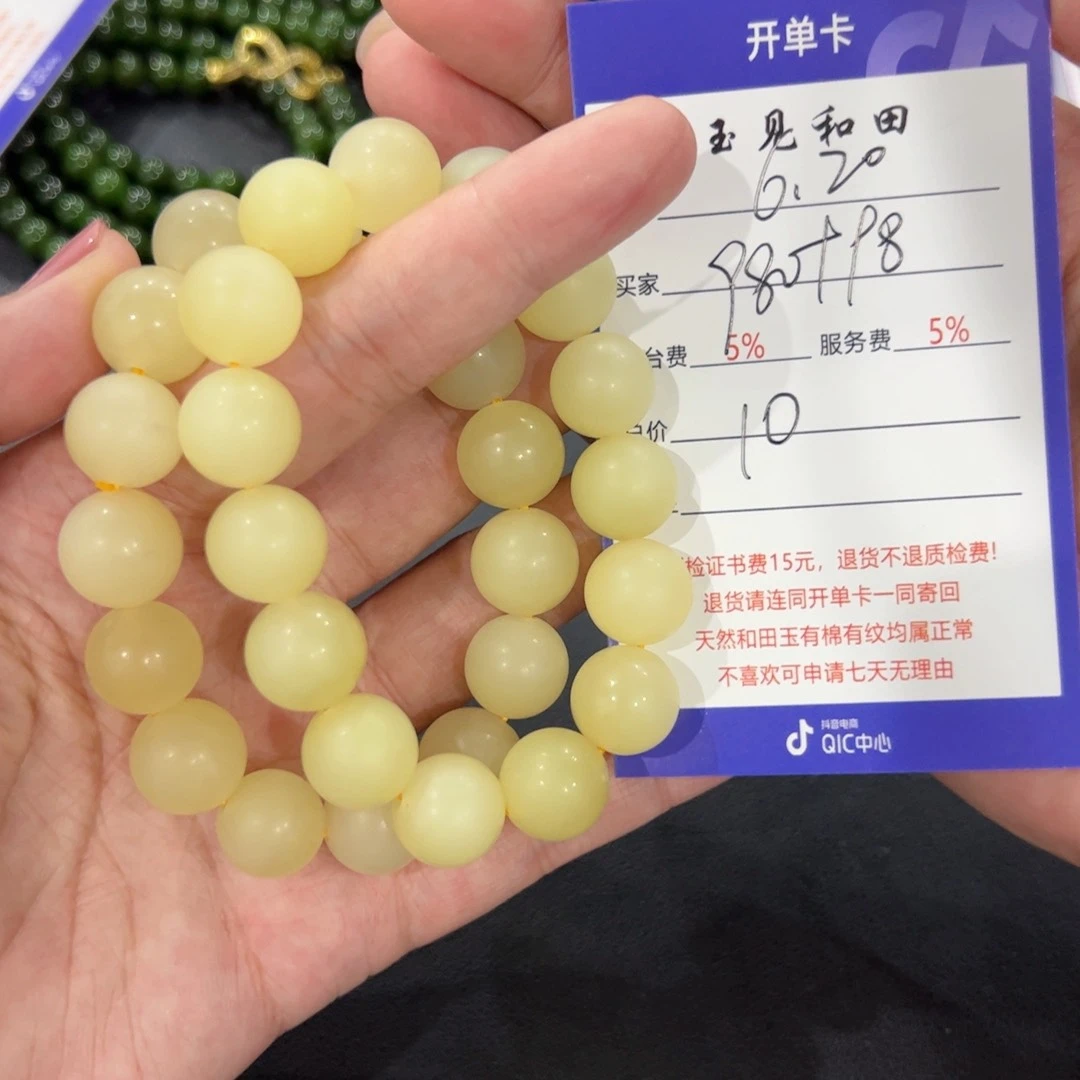 开单卡
玉见和田
6.20
买家 980+98
台费 5% 服务费 5%
价 10
检证书费15元，退货不退质检费！
退货请连同开单卡一同寄回
天然和田玉有棉有纹均属正常
不喜欢可申请七天无理由
抖音电商
QIC中心